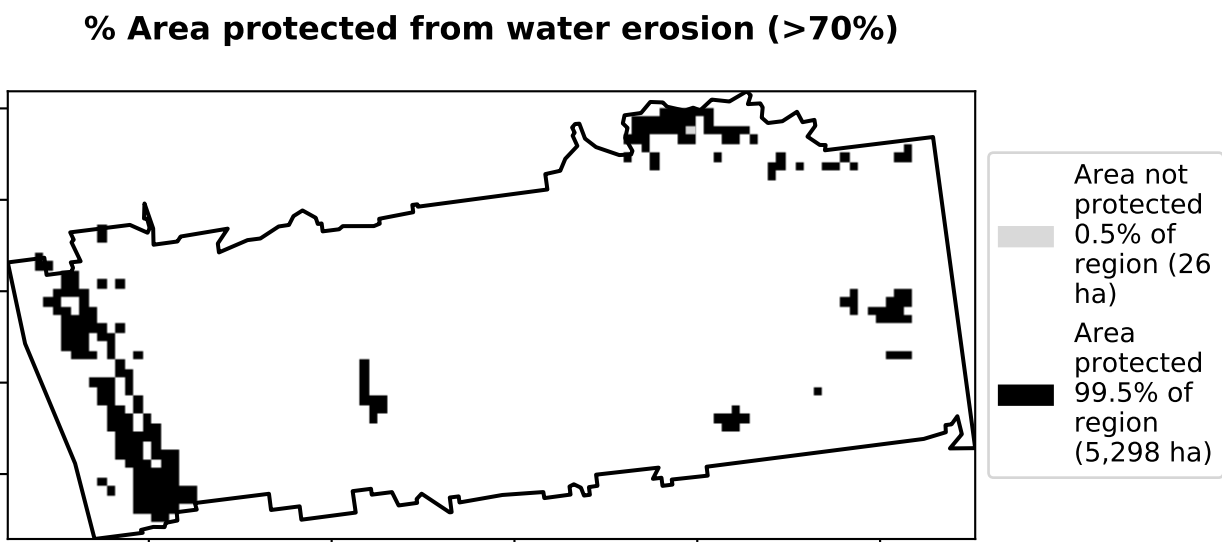 % Area protected from water erosion (>70%)
Area not
protected
0.5% of
region (26
ha)
Area
protected
99.5% of
region
(5,298 ha)